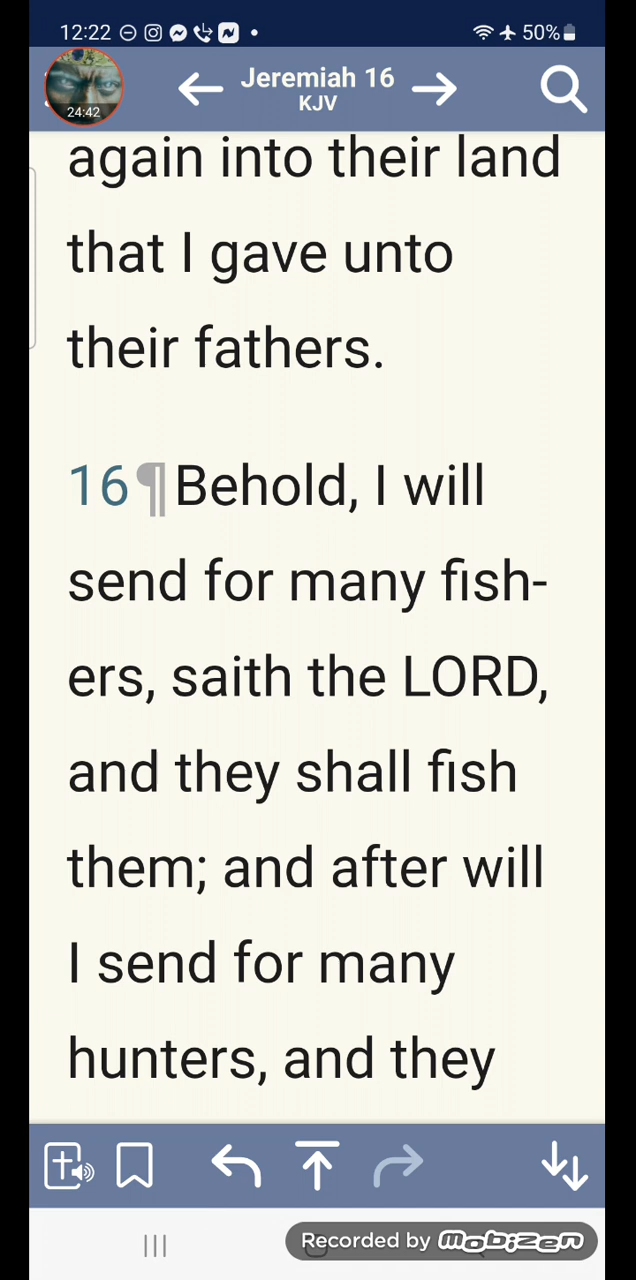 12:22
50%
24:42
Jeremiah 16
KJV
again into their land
that I gave unto
their fathers.
16 ¶ Behold, I will
send for many fish-
ers, saith the LORD,
and they shall fish
them; and after will
I send for many
hunters, and they
Recorded by mobizen